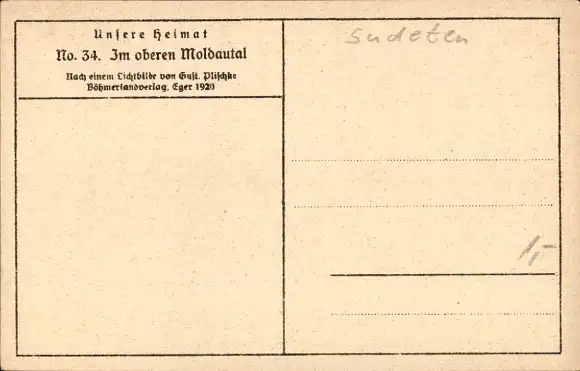 Unsere Heimat
No. 34. Im oberen Moldautal
Nach einem Lichtbilde von Gust. Plischke
Böhmerlandverlag, Eger 1920
Sudeten
1,-